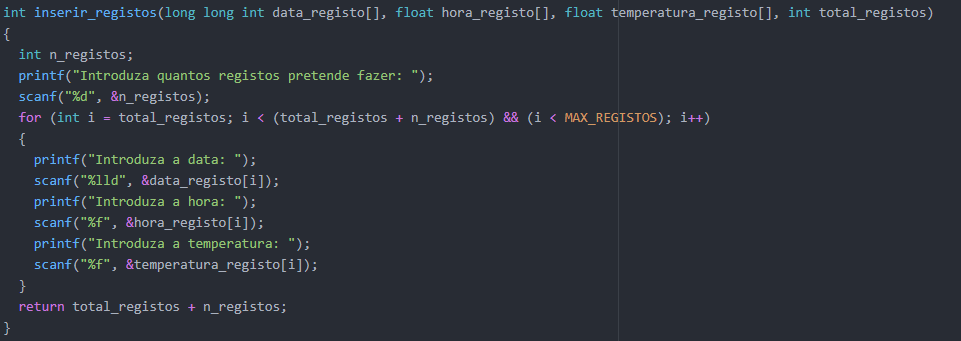 int inserir_registos(long long int data_registo[], float hora_registo[], float temperatura_registo[], int total_registos)
{
  int n_registos;
  printf("Introduza quantos registos pretende fazer: ");
  scanf("%d", &n_registos);
  for (int i = total_registos; i < (total_registos + n_registos) && (i < MAX_REGISTOS); i++)
  {
    printf("Introduza a data: ");
    scanf("%lld", &data_registo[i]);
    printf("Introduza a hora: ");
    scanf("%f", &hora_registo[i]);
    printf("Introduza a temperatura: ");
    scanf("%f", &temperatura_registo[i]);
  }
  return total_registos + n_registos;
}